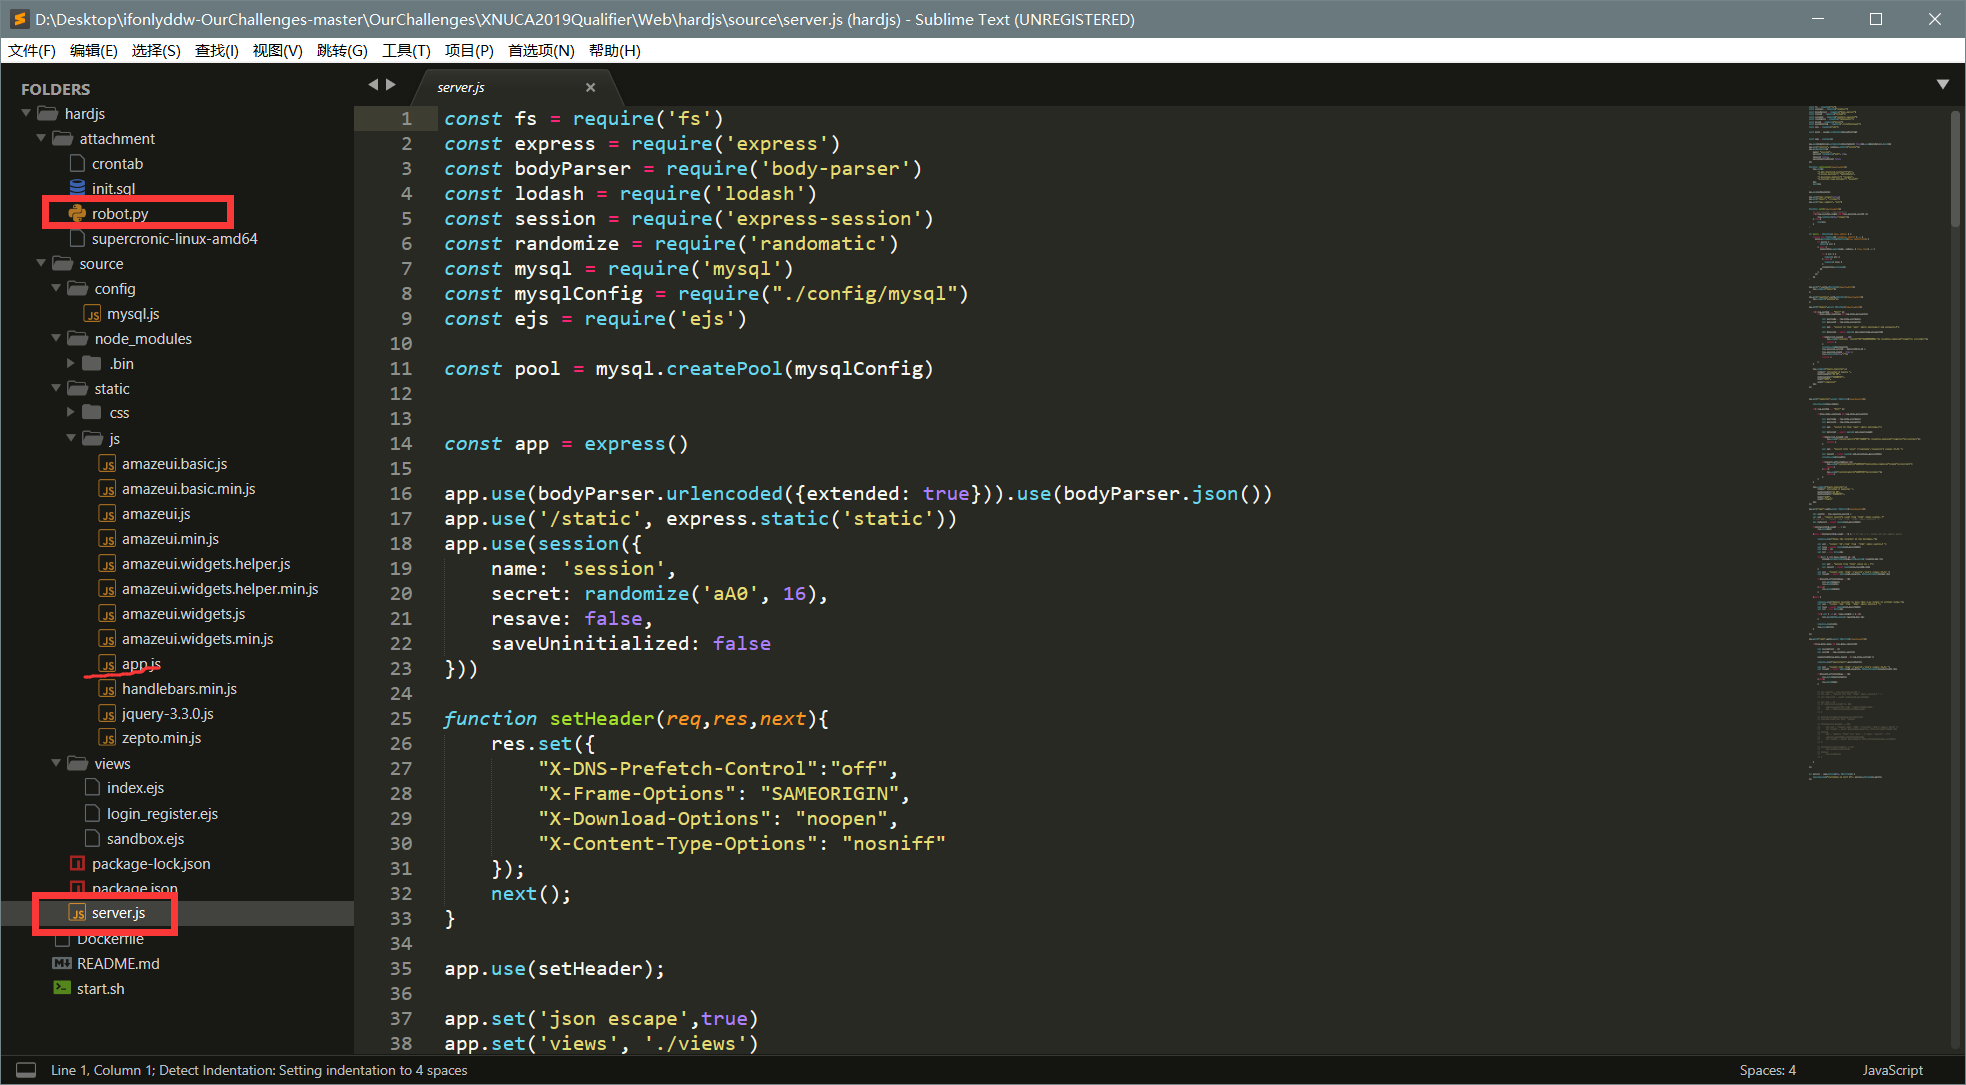 D:\Desktop\ifonlyddw-OurChallenges-master\OurChallenges\XNUCA2019Qualifier\Web\hardjs\source\server.js (hardjs) - Sublime Text (UNREGISTERED)
文件(F) 编辑(E) 选择(S) 查找(I) 视图(V) 跳转(G) 工具(T) 项目(P) 首选项(N) 帮助(H)
FOLDERS
hardjs
attachment
crontab
init.sql
robot.py
supercronic-linux-amd64
source
config
mysql.js
node_modules
.bin
static
css
js
amazeui.basic.js
amazeui.basic.min.js
amazeui.js
amazeui.min.js
amazeui.widgets.helper.js
amazeui.widgets.helper.min.js
amazeui.widgets.js
amazeui.widgets.min.js
app.js
handlebars.min.js
jquery-3.3.0.js
zepto.min.js
views
index.ejs
login_register.ejs
sandbox.ejs
package-lock.json
package.json
server.js
Dockerfile
README.md
start.sh
server.js
1 const fs = require('fs')
2 const express = require('express')
3 const bodyParser = require('body-parser')
4 const lodash = require('lodash')
5 const session = require('express-session')
6 const randomize = require('randomatic')
7 const mysql = require('mysql')
8 const mysqlConfig = require("./config/mysql")
9 const ejs = require('ejs')
10
11 const pool = mysql.createPool(mysqlConfig)
12
13
14 const app = express()
15
16 app.use(bodyParser.urlencoded({extended: true})).use(bodyParser.json())
17 app.use('/static', express.static('static'))
18 app.use(session({
19     name: 'session',
20     secret: randomize('aA0', 16),
21     resave: false,
22     saveUninitialized: false
23 }))
24
25 function setHeader(req,res,next){
26     res.set({
27         "X-DNS-Prefetch-Control":"off",
28         "X-Frame-Options": "SAMEORIGIN",
29         "X-Download-Options": "noopen",
30         "X-Content-Type-Options": "nosniff"
31     });
32     next();
33 }
34
35 app.use(setHeader);
36
37 app.set('json escape',true)
38 app.set('views', './views')
Line 1, Column 1; Detect Indentation: Setting indentation to 4 spaces
Spaces: 4
JavaScript